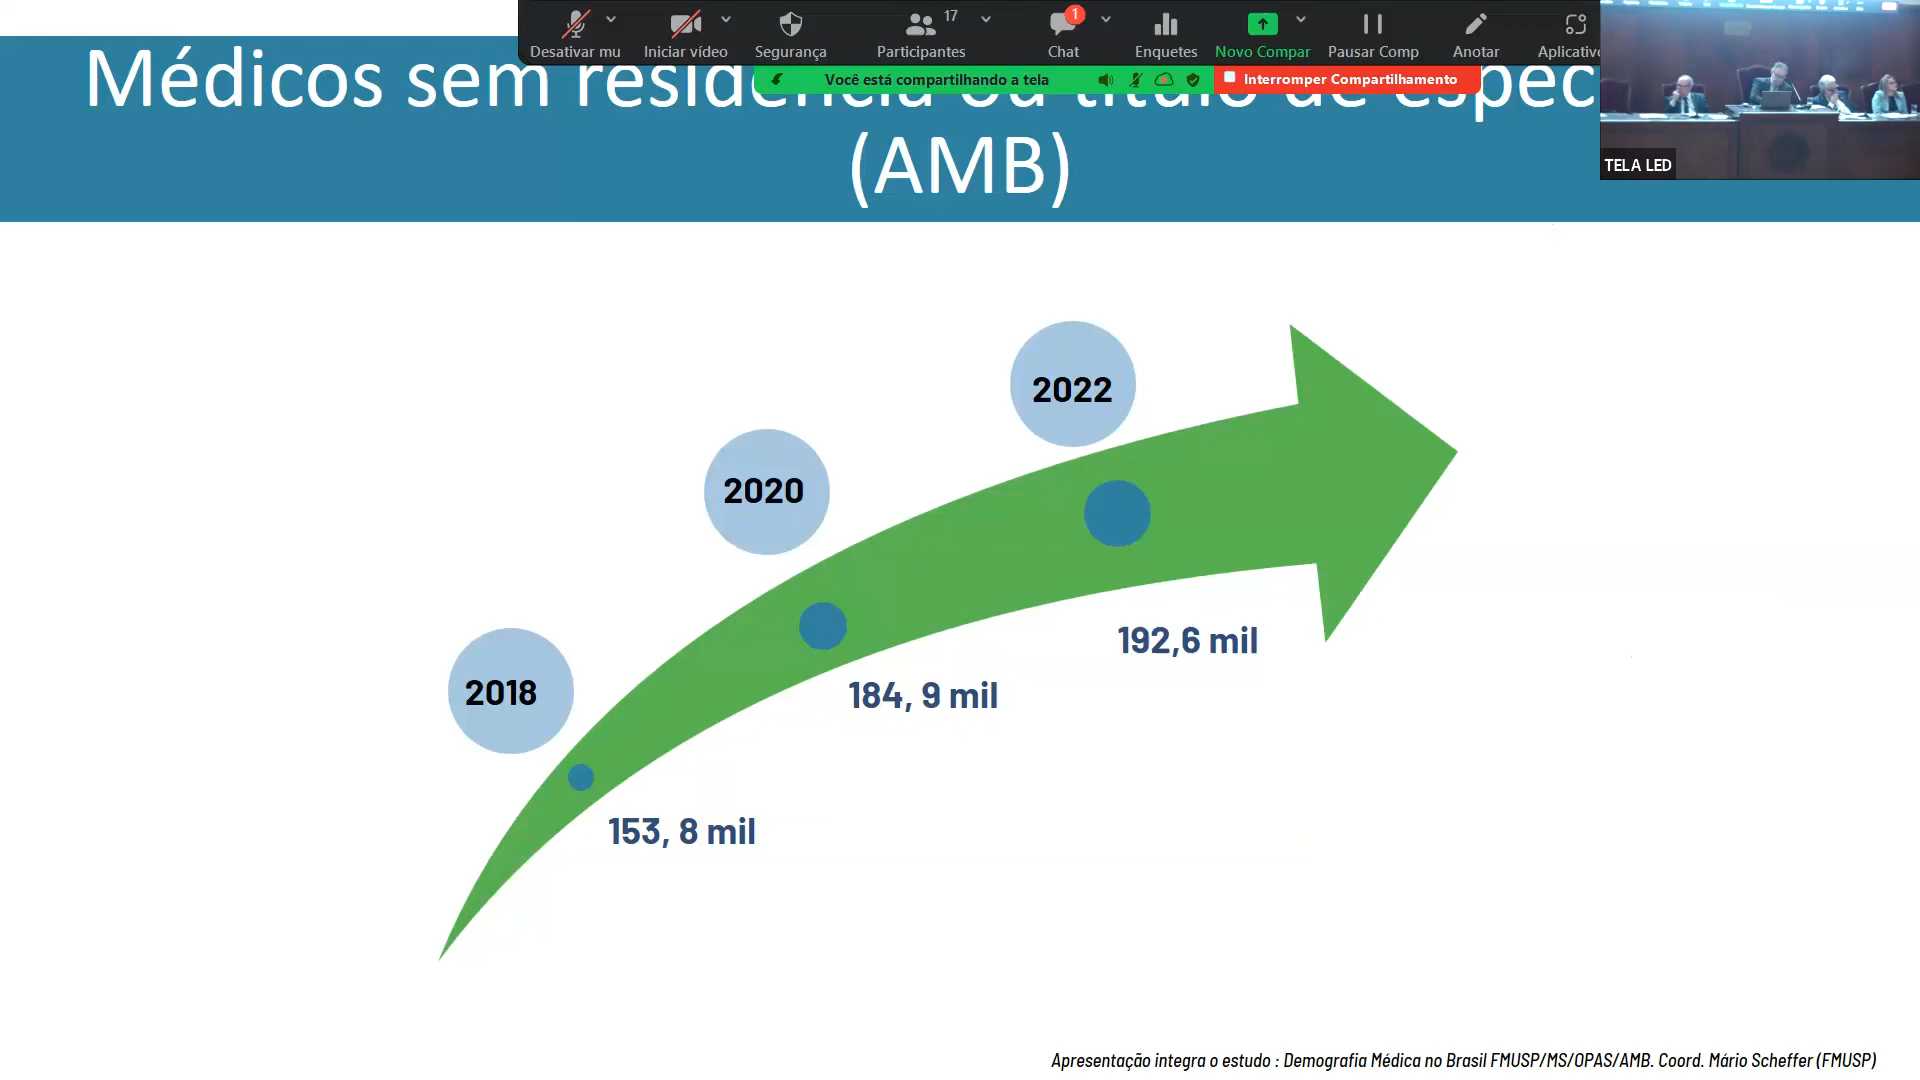 Desativar mu
Iniciar vídeo
Segurança
Participantes
17
Chat
1
Enquetes
Novo Compar
Pausar Comp
Anotar
Aplicativo
Você está compartilhando a tela
Interromper Compartilhamento
TELA LED
Médicos sem residência ou título de espec
(AMB)
2022
2020
192,6 mil
2018
184, 9 mil
153, 8 mil
Apresentação integra o estudo : Demografia Médica no Brasil FMUSP/MS/OPAS/AMB. Coord. Mário Scheffer (FMUSP)